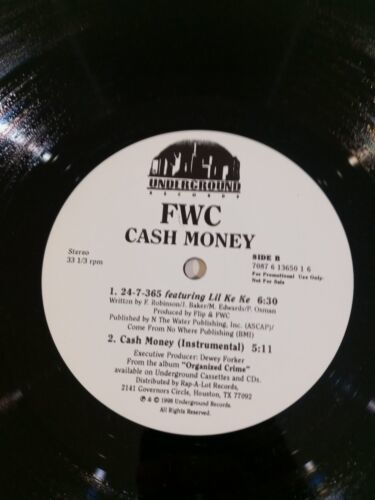 UNDERGROUND
RECORDS
FWC
CASH MONEY
Stereo
33 1/3 rpm
SIDE B
7087 6 13650 1 6
For Promotional Use Only.
Not For Sale
1. 24-7-365 featuring Lil Ke Ke 6:30
Written by F. Robinson/J. Baker/M. Edwards/P. Osman
Produced by Flip & FWC
Published by N The Water Publishing, Inc. (ASCAP)/
Come From No Where Publishing (BMI)
2. Cash Money (Instrumental) 5:11
Executive Producer: Dewey Forker
From the album "Organized Crime"
available on Underground Cassettes and CDs.
Distributed by Rap-A-Lot Records,
2141 Governors Circle, Houston, TX 77092
℗ & © 1998 Underground Records.
All Rights Reserved.